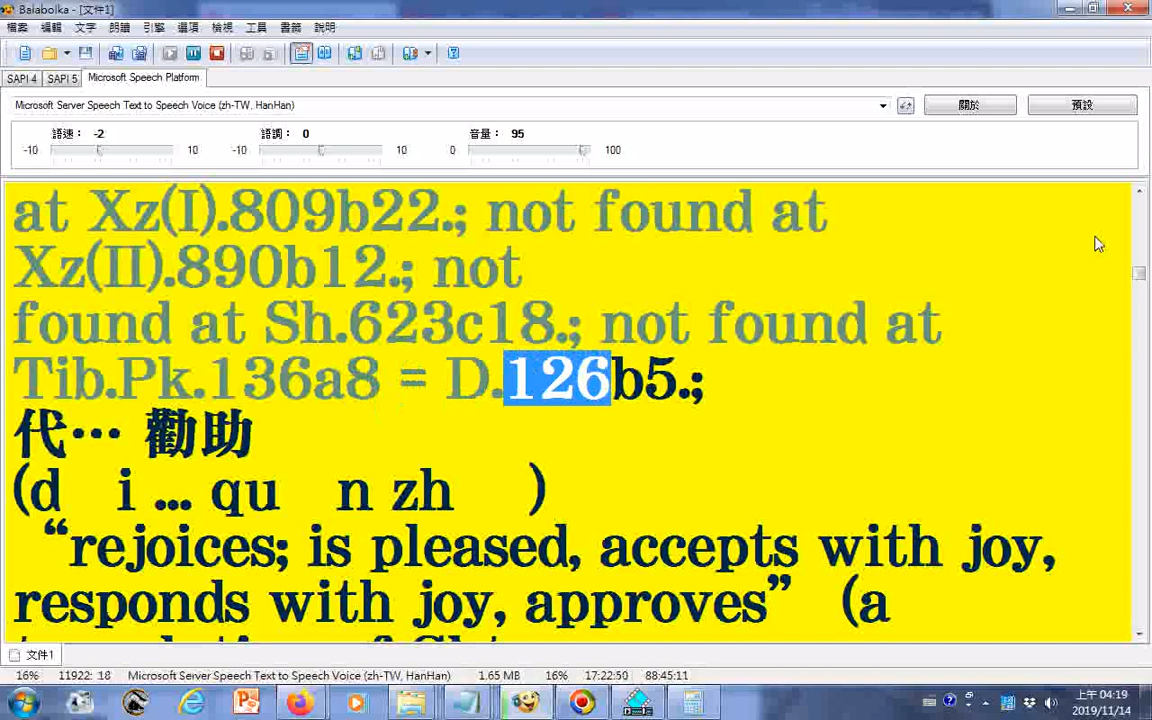 Balabolka - [文件1]
檔案 編輯 文字 朗讀 引擎 選項 檢視 工具 書籤 說明
SAPI 4 SAPI 5 Microsoft Speech Platform
Microsoft Server Speech Text to Speech Voice (zh-TW, HanHan) 關於 預設
語速： -2 語調： 0 音量： 95
-10 10 -10 10 0 100
at Xz(I).809b22.; not found at
Xz(II).890b12.; not
found at Sh.623c18.; not found at
Tib.Pk.136a8 = D.126b5.;
代… 勸助
(d i ... qu n zh )
“rejoices; is pleased, accepts with joy,
responds with joy, approves” (a
文件1
16% 11922: 18 Microsoft Server Speech Text to Speech Voice (zh-TW, HanHan) 1.65 MB 16% 17:22:50 88:45:11
上午 04:19
2019/11/14